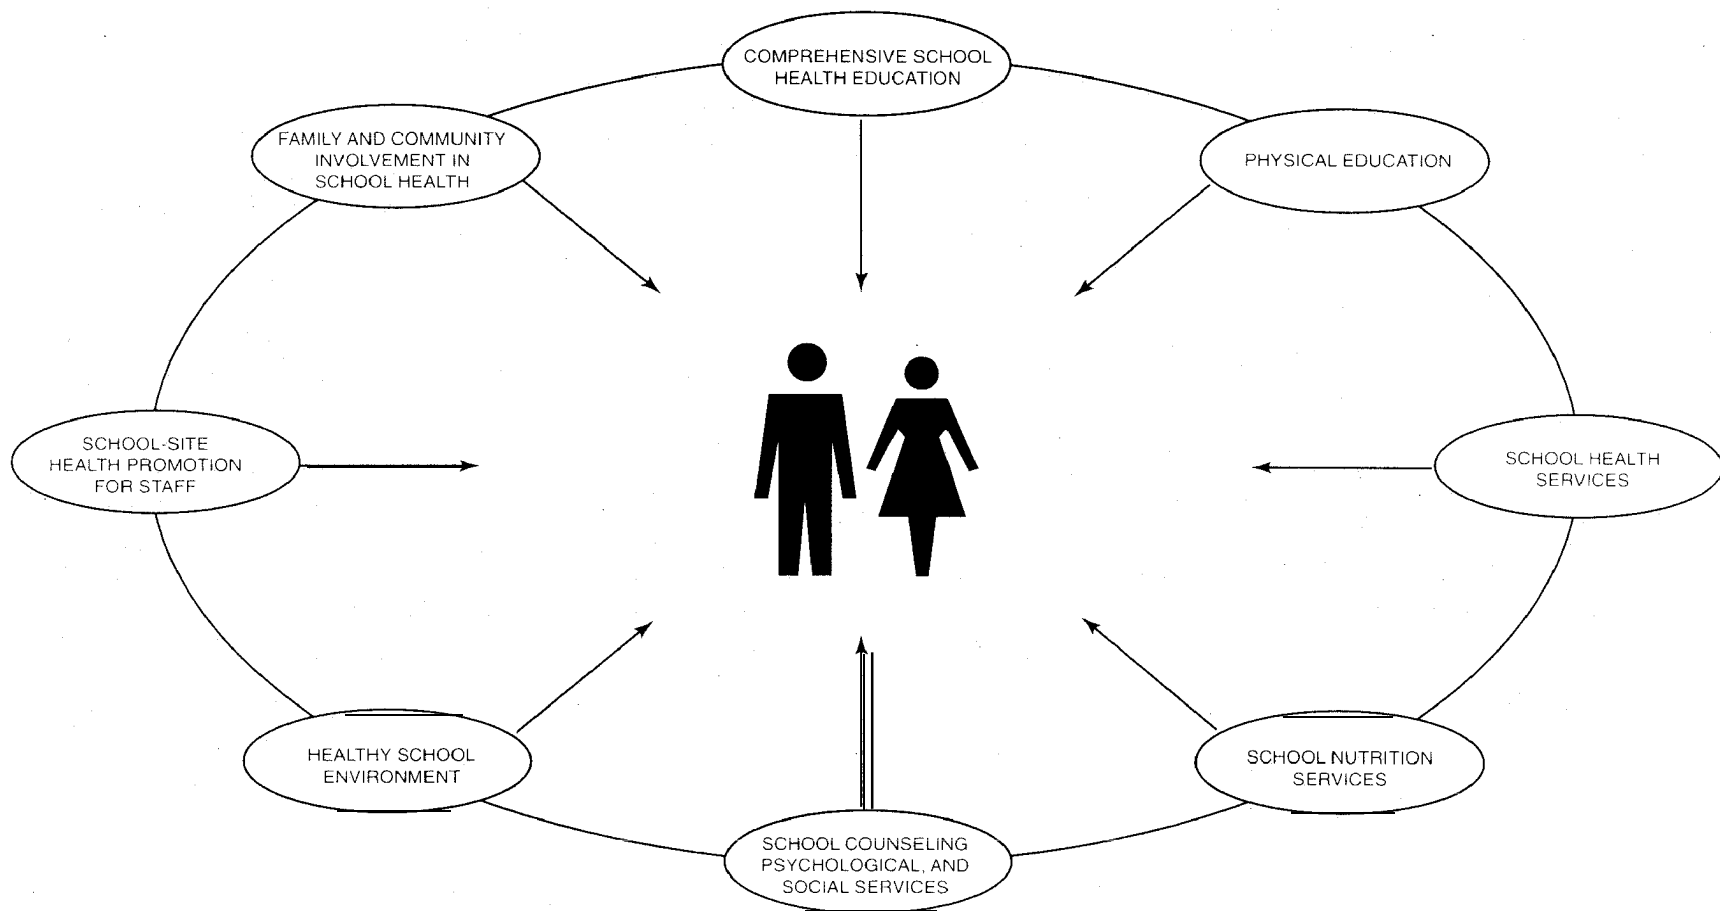 COMPREHENSIVE SCHOOL
HEALTH EDUCATION
FAMILY AND COMMUNITY
INVOLVEMENT IN
SCHOOL HEALTH
PHYSICAL EDUCATION
SCHOOL-SITE
HEALTH PROMOTION
FOR STAFF
SCHOOL HEALTH
SERVICES
HEALTHY SCHOOL
ENVIRONMENT
SCHOOL NUTRITION
SERVICES
SCHOOL COUNSELING
PSYCHOLOGICAL, AND
SOCIAL SERVICES